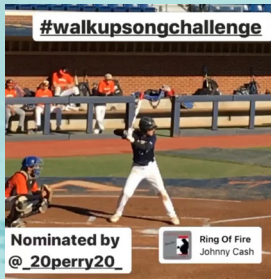 #walkupsongchallenge
Nominated by
@_20perry20_
Ring Of Fire
Johnny Cash